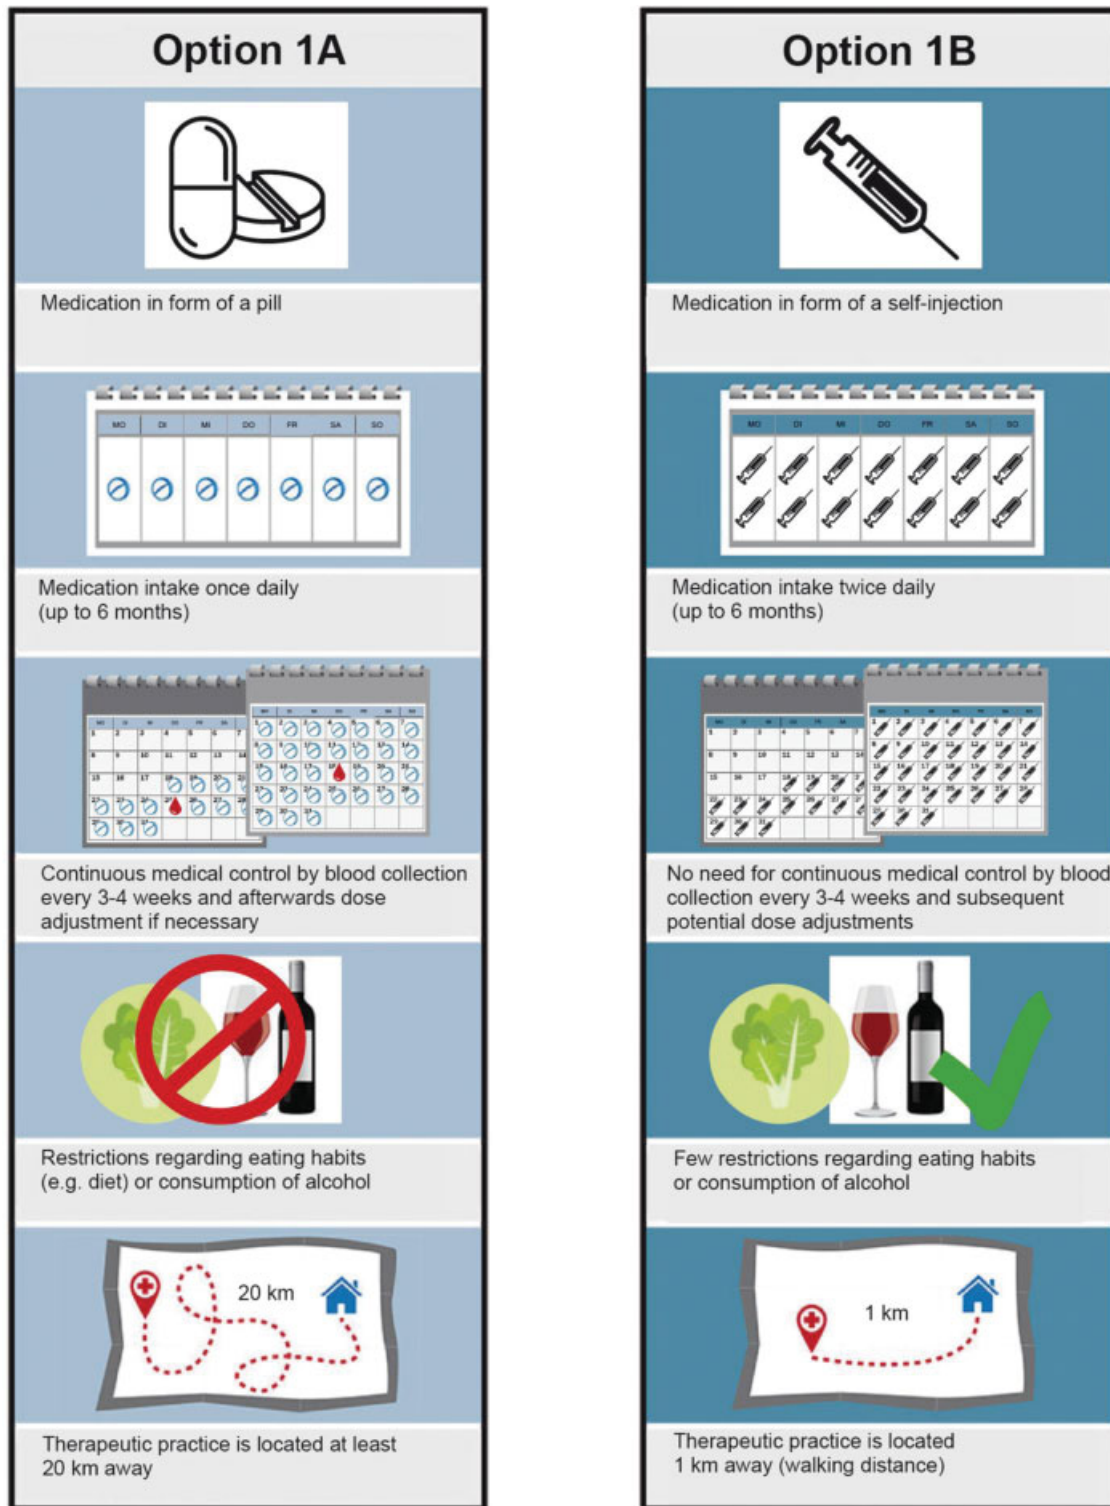 Option 1A
Medication in form of a pill
MO DI MI DO FR SA SO
Medication intake once daily
(up to 6 months)
Continuous medical control by blood collection
every 3-4 weeks and afterwards dose
adjustment if necessary
Restrictions regarding eating habits
(e.g. diet) or consumption of alcohol
20 km
Therapeutic practice is located at least
20 km away
Option 1B
Medication in form of a self-injection
MO DI MI DO FR SA SO
Medication intake twice daily
(up to 6 months)
No need for continuous medical control by blood
collection every 3-4 weeks and subsequent
potential dose adjustments
Few restrictions regarding eating habits
or consumption of alcohol
1 km
Therapeutic practice is located
1 km away (walking distance)